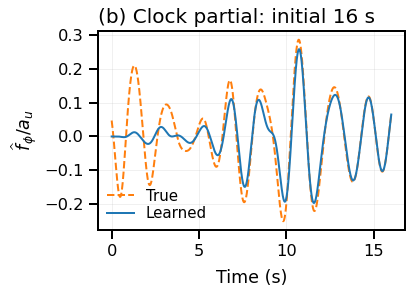 (b) Clock partial: initial 16 s
0.3
0.2
0.1
0.0
−0.1
−0.2
f̂ϕ/aᵤ
True
Learned
0 5 10 15
Time (s)